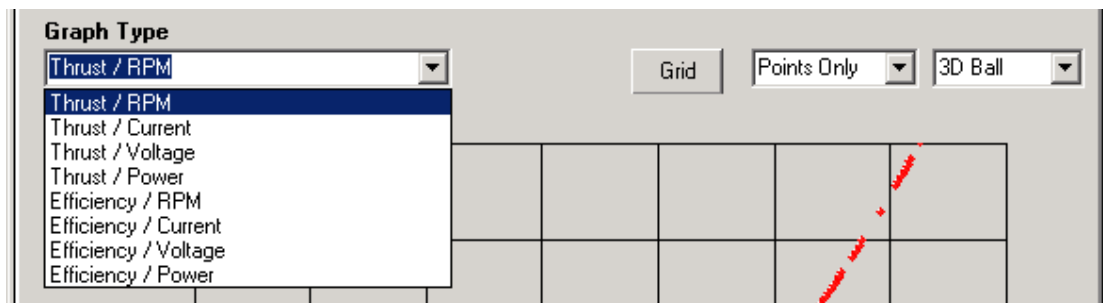 Graph Type
Thrust / RPM
Grid
Points Only
3D Ball
Thrust / RPM
Thrust / Current
Thrust / Voltage
Thrust / Power
Efficiency / RPM
Efficiency / Current
Efficiency / Voltage
Efficiency / Power